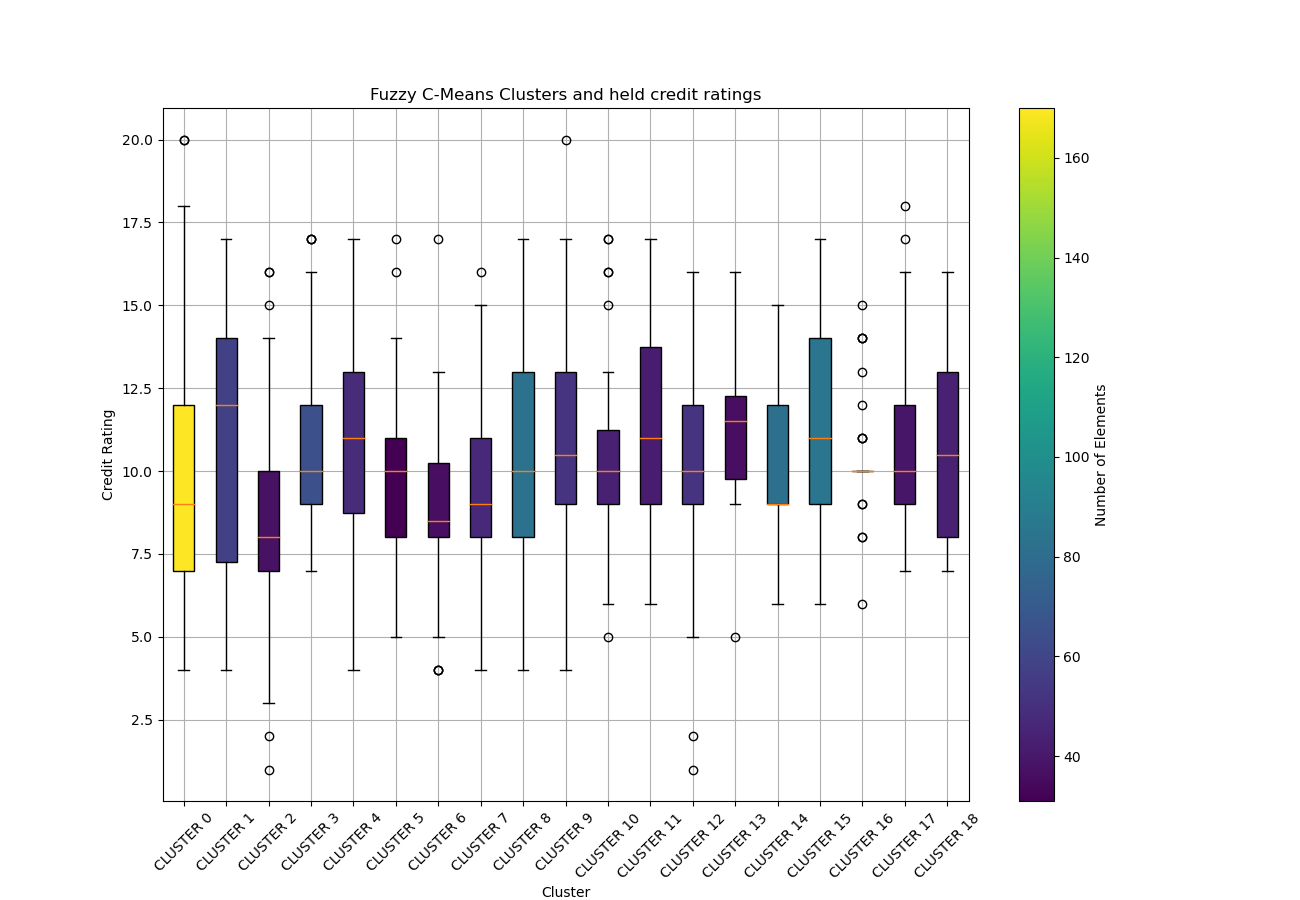 Fuzzy C-Means Clusters and held credit ratings
20.0
17.5
15.0
12.5
10.0
7.5
5.0
2.5
Credit Rating
CLUSTER 0
CLUSTER 1
CLUSTER 2
CLUSTER 3
CLUSTER 4
CLUSTER 5
CLUSTER 6
CLUSTER 7
CLUSTER 8
CLUSTER 9
CLUSTER 10
CLUSTER 11
CLUSTER 12
CLUSTER 13
CLUSTER 14
CLUSTER 15
CLUSTER 16
CLUSTER 17
CLUSTER 18
Cluster
160
140
120
100
80
60
40
Number of Elements